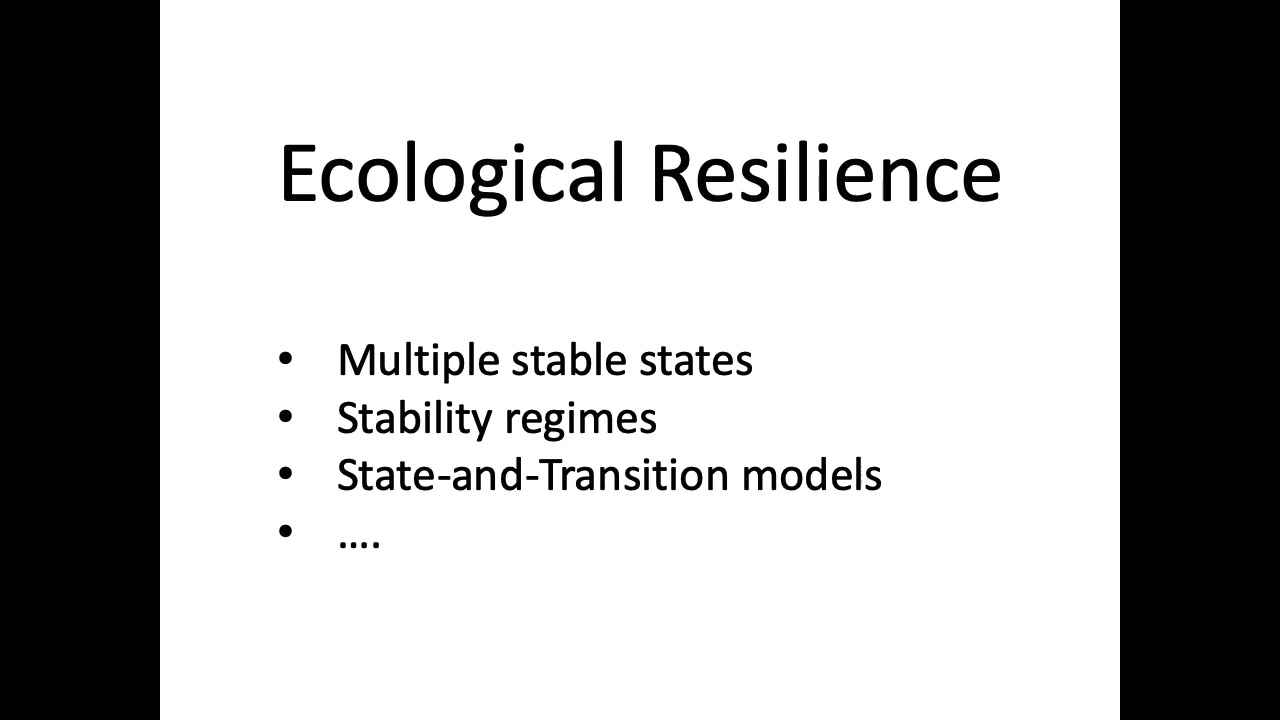 Ecological Resilience
• Multiple stable states
• Stability regimes
• State-and-Transition models
• ….